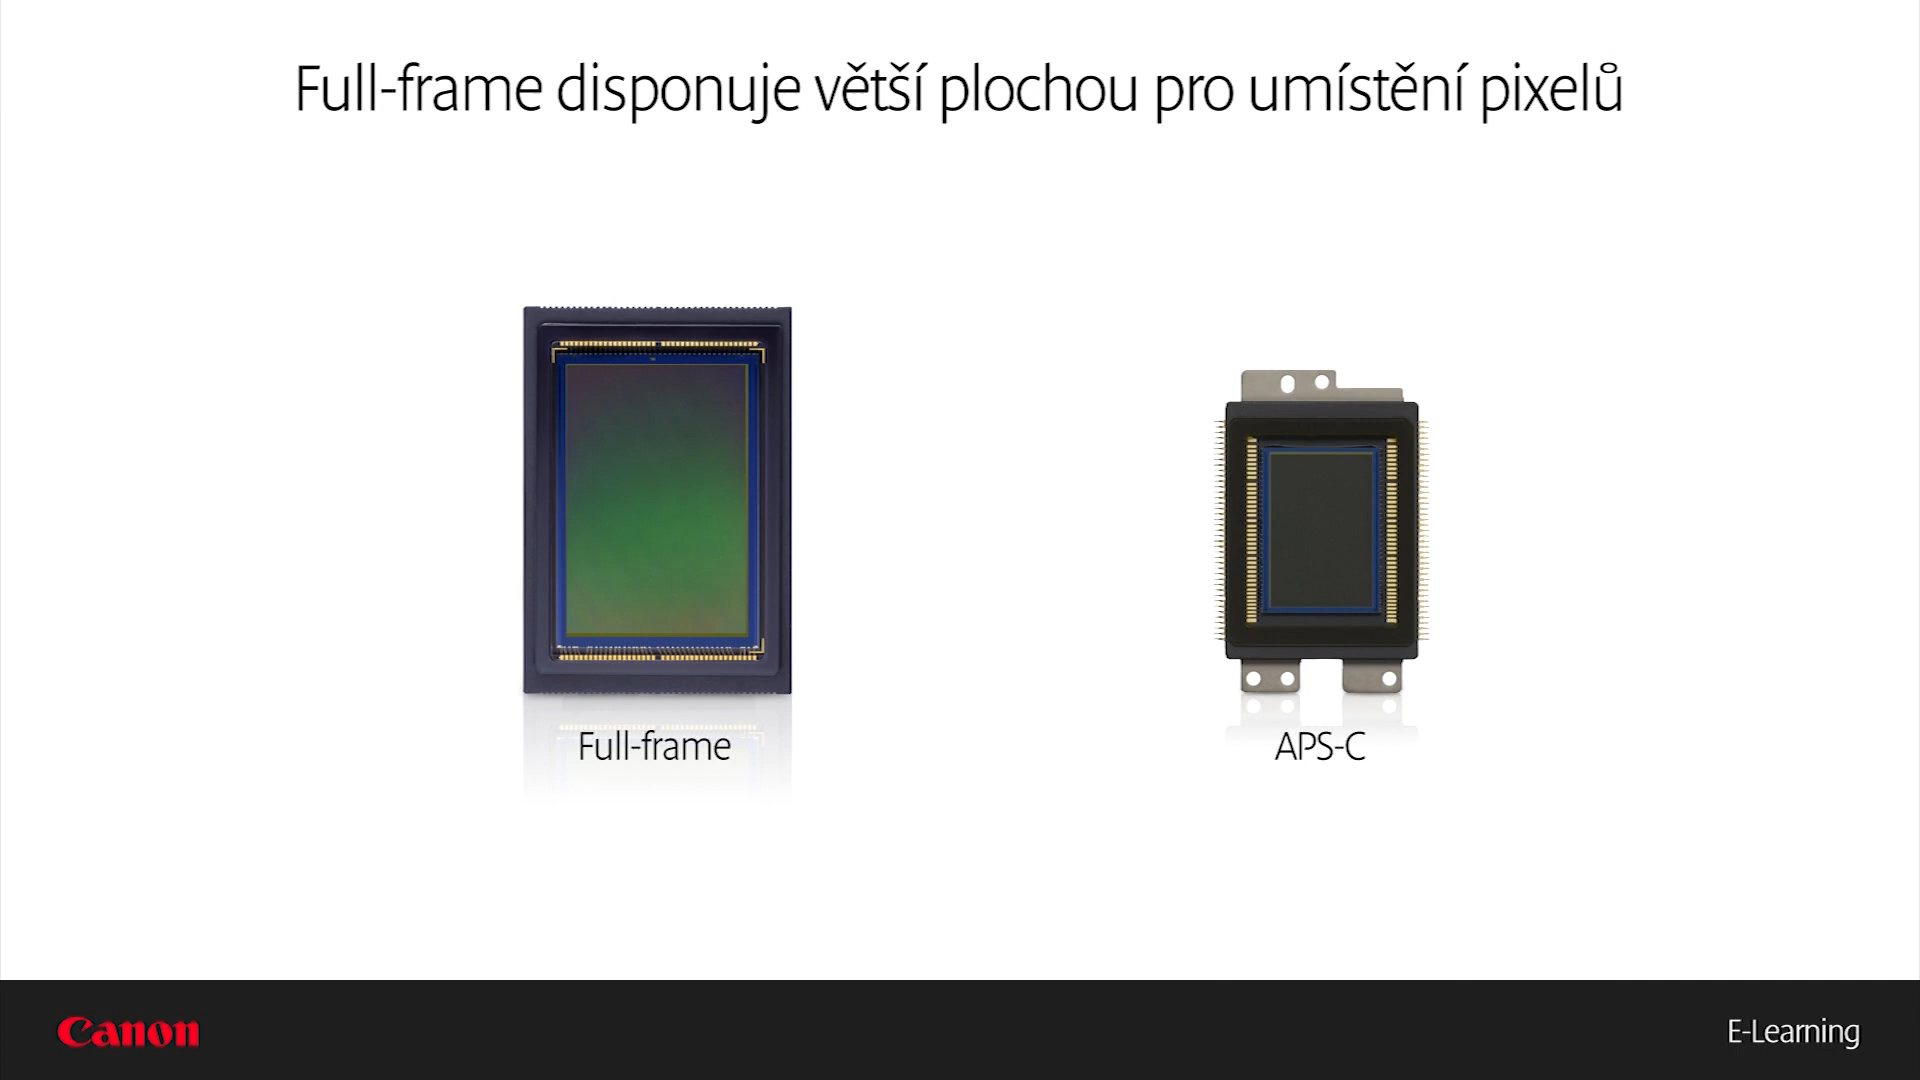 Full-frame disponuje větší plochou pro umístění pixelů
Full-frame
APS-C
Canon
E-Learning